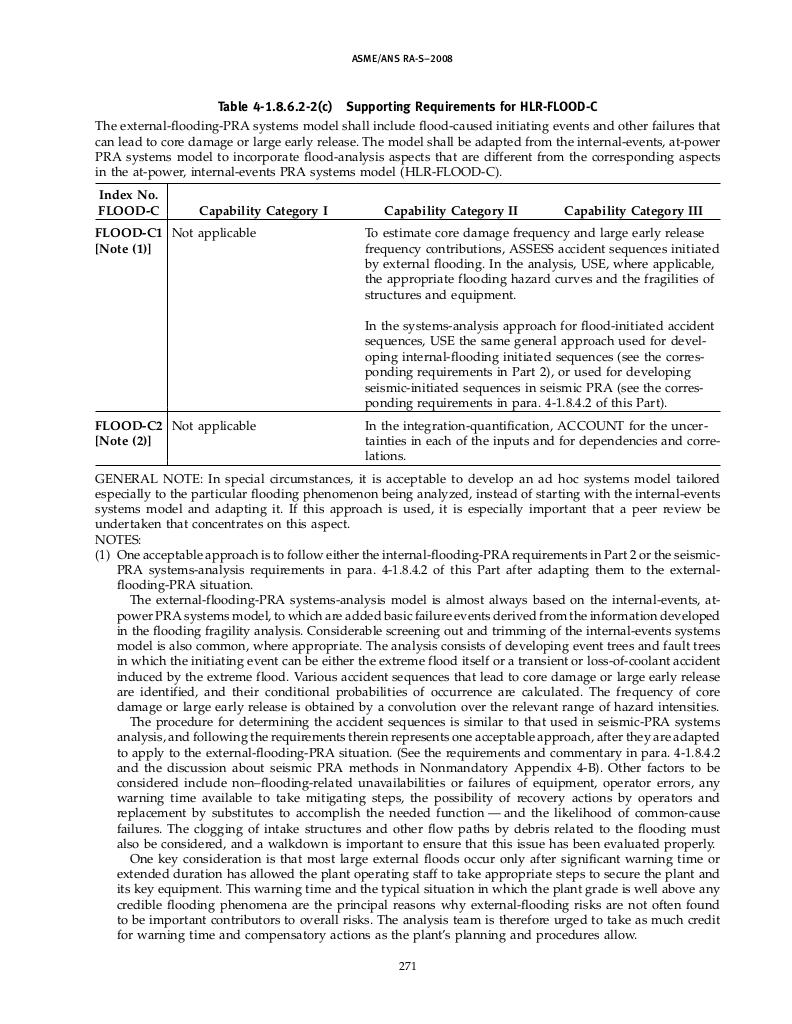 ASME/ANS RA-S–2008
Table 4-1.8.6.2-2(c) Supporting Requirements for HLR-FLOOD-C
The external-flooding-PRA systems model shall include flood-caused initiating events and other failures that
can lead to core damage or large early release. The model shall be adapted from the internal-events, at-power
PRA systems model to incorporate flood-analysis aspects that are different from the corresponding aspects
in the at-power, internal-events PRA systems model (HLR-FLOOD-C).
Index No.
FLOOD-C Capability Category I Capability Category II Capability Category III
FLOOD-C1 Not applicable To estimate core damage frequency and large early release
[Note (1)] frequency contributions, ASSESS accident sequences initiated
by external flooding. In the analysis, USE, where applicable,
the appropriate flooding hazard curves and the fragilities of
structures and equipment.
In the systems-analysis approach for flood-initiated accident
sequences, USE the same general approach used for devel-
oping internal-flooding initiated sequences (see the corres-
ponding requirements in Part 2), or used for developing
seismic-initiated sequences in seismic PRA (see the corres-
ponding requirements in para. 4-1.8.4.2 of this Part).
FLOOD-C2 Not applicable In the integration-quantification, ACCOUNT for the uncer-
[Note (2)] tainties in each of the inputs and for dependencies and corre-
lations.
GENERAL NOTE: In special circumstances, it is acceptable to develop an ad hoc systems model tailored
especially to the particular flooding phenomenon being analyzed, instead of starting with the internal-events
systems model and adapting it. If this approach is used, it is especially important that a peer review be
undertaken that concentrates on this aspect.
NOTES:
(1) One acceptable approach is to follow either the internal-flooding-PRA requirements in Part 2 or the seismic-
PRA systems-analysis requirements in para. 4-1.8.4.2 of this Part after adapting them to the external-
flooding-PRA situation.
The external-flooding-PRA systems-analysis model is almost always based on the internal-events, at-
power PRA systems model, to which are added basic failure events derived from the information developed
in the flooding fragility analysis. Considerable screening out and trimming of the internal-events systems
model is also common, where appropriate. The analysis consists of developing event trees and fault trees
in which the initiating event can be either the extreme flood itself or a transient or loss-of-coolant accident
induced by the extreme flood. Various accident sequences that lead to core damage or large early release
are identified, and their conditional probabilities of occurrence are calculated. The frequency of core
damage or large early release is obtained by a convolution over the relevant range of hazard intensities.
The procedure for determining the accident sequences is similar to that used in seismic-PRA systems
analysis, and following the requirements therein represents one acceptable approach, after they are adapted
to apply to the external-flooding-PRA situation. (See the requirements and commentary in para. 4-1.8.4.2
and the discussion about seismic PRA methods in Nonmandatory Appendix 4-B). Other factors to be
considered include non–flooding-related unavailabilities or failures of equipment, operator errors, any
warning time available to take mitigating steps, the possibility of recovery actions by operators and
replacement by substitutes to accomplish the needed function — and the likelihood of common-cause
failures. The clogging of intake structures and other flow paths by debris related to the flooding must
also be considered, and a walkdown is important to ensure that this issue has been evaluated properly.
One key consideration is that most large external floods occur only after significant warning time or
extended duration has allowed the plant operating staff to take appropriate steps to secure the plant and
its key equipment. This warning time and the typical situation in which the plant grade is well above any
credible flooding phenomena are the principal reasons why external-flooding risks are not often found
to be important contributors to overall risks. The analysis team is therefore urged to take as much credit
for warning time and compensatory actions as the plant's planning and procedures allow.
271